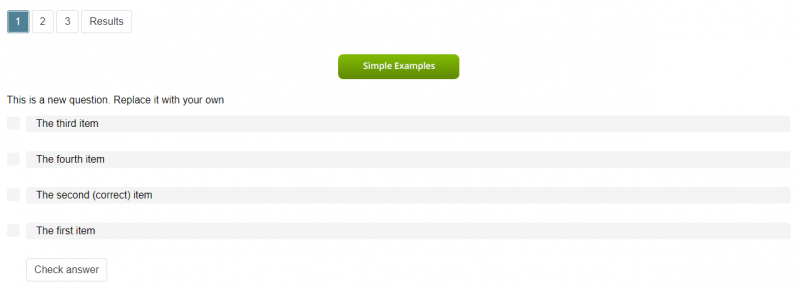 1 2 3 Results
Simple Examples
This is a new question. Replace it with your own
The third item
The fourth item
The second (correct) item
The first item
Check answer